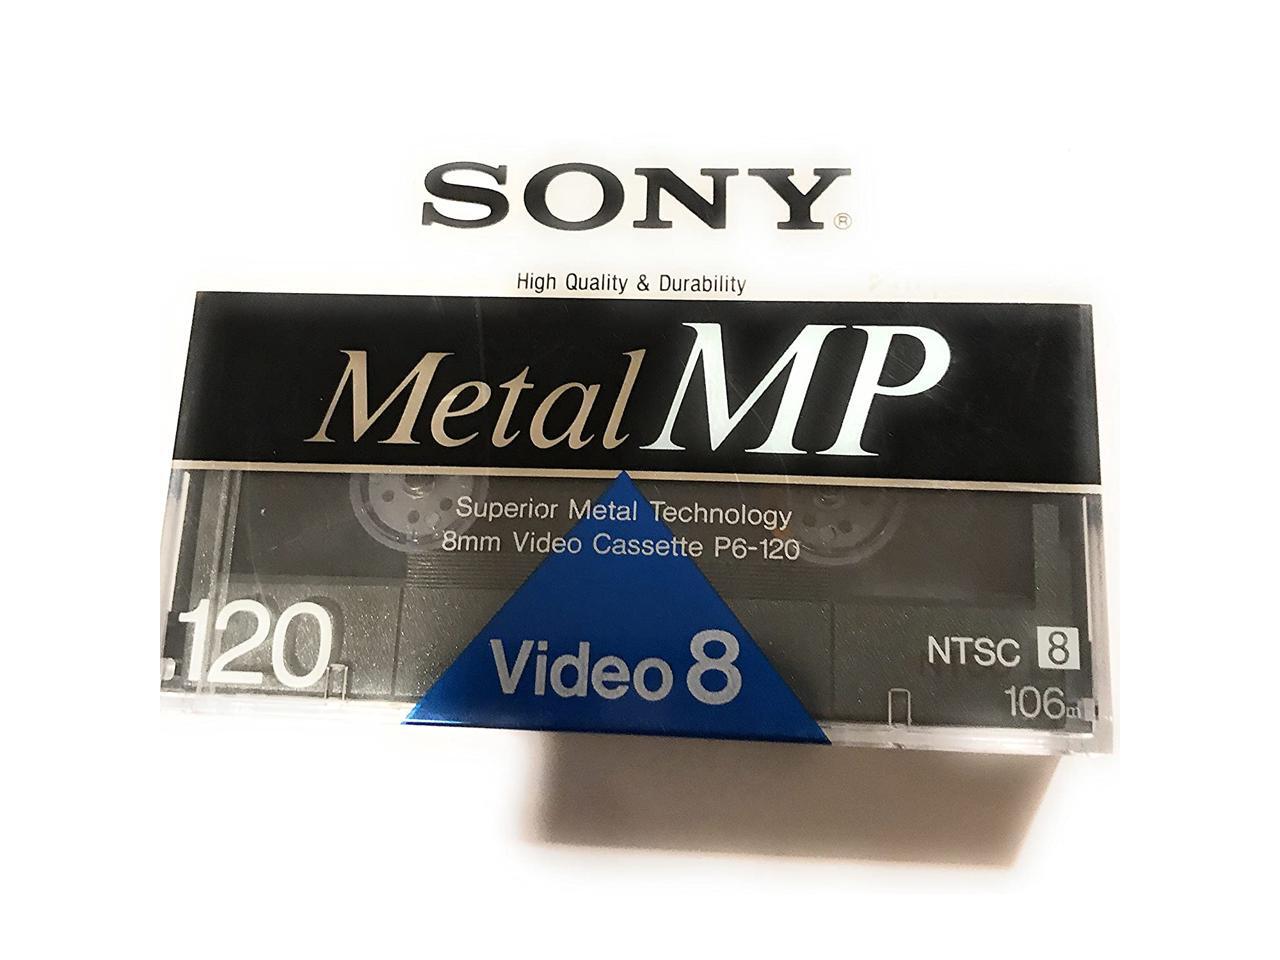 SONY®
High Quality & Durability
Metal MP
Superior Metal Technology
8mm Video Cassette P6-120
120
Video 8
NTSC 8
106m